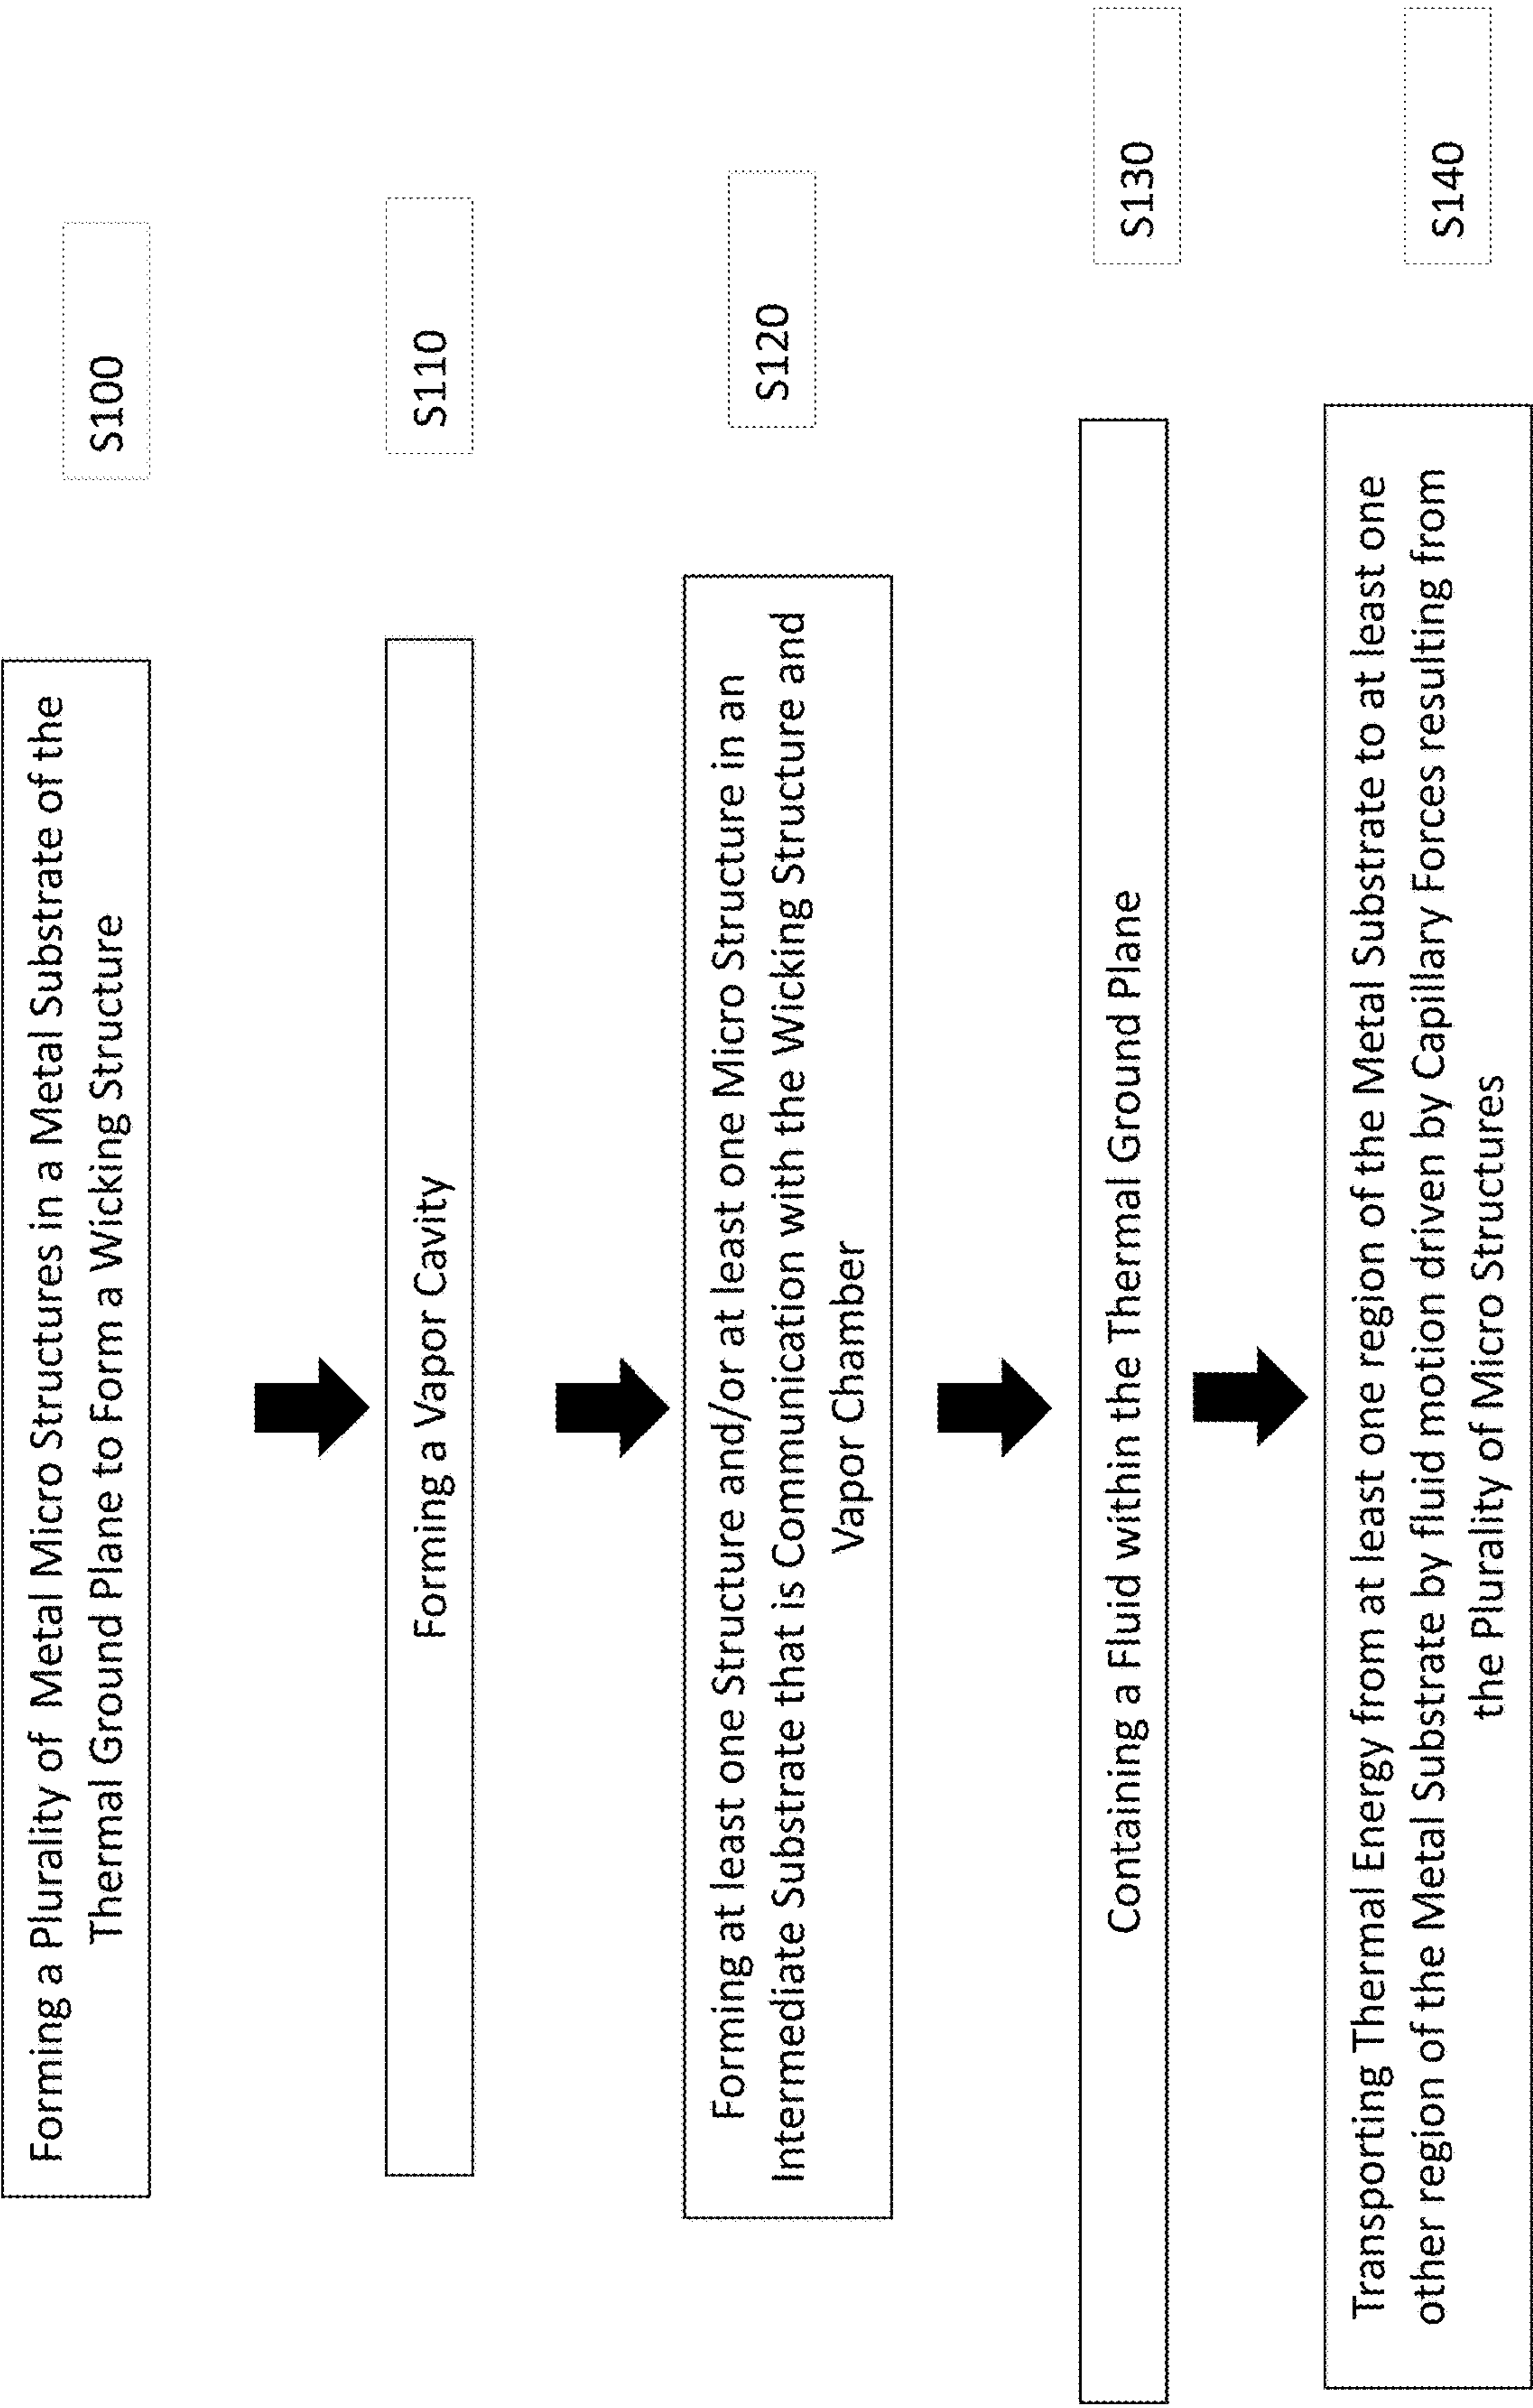 Forming a Plurality of Metal Micro Structures in a Metal Substrate of the
Thermal Ground Plane to Form a Wicking Structure
S100
Forming a Vapor Cavity
S110
Forming at least one Structure and/or at least one Micro Structure in an
Intermediate Substrate that is Communication with the Wicking Structure and
Vapor Chamber
S120
Containing a Fluid within the Thermal Ground Plane
S130
Transporting Thermal Energy from at least one region of the Metal Substrate to at least one
other region of the Metal Substrate by fluid motion driven by Capillary Forces resulting from
the Plurality of Micro Structures
S140